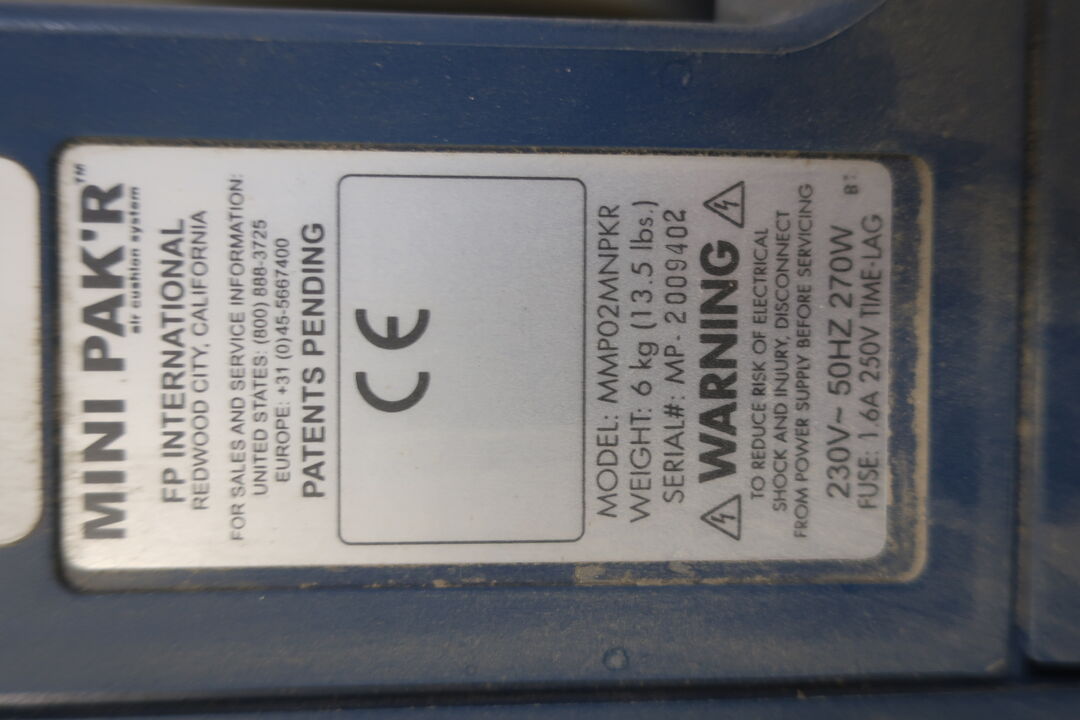 MINI PAK'R™
air cushion system
FP INTERNATIONAL
REDWOOD CITY, CALIFORNIA
FOR SALES AND SERVICE INFORMATION:
UNITED STATES: (800) 888-3725
EUROPE: +31 (0)45-5667400
PATENTS PENDING
CE
MODEL: MMP02MNPKR
WEIGHT: 6 kg (13.5 lbs.)
SERIAL#: MP- 2009402
WARNING
TO REDUCE RISK OF ELECTRICAL
SHOCK AND INJURY, DISCONNECT
FROM POWER SUPPLY BEFORE SERVICING
230V~ 50HZ 270W
FUSE: 1.6A 250V TIME-LAG